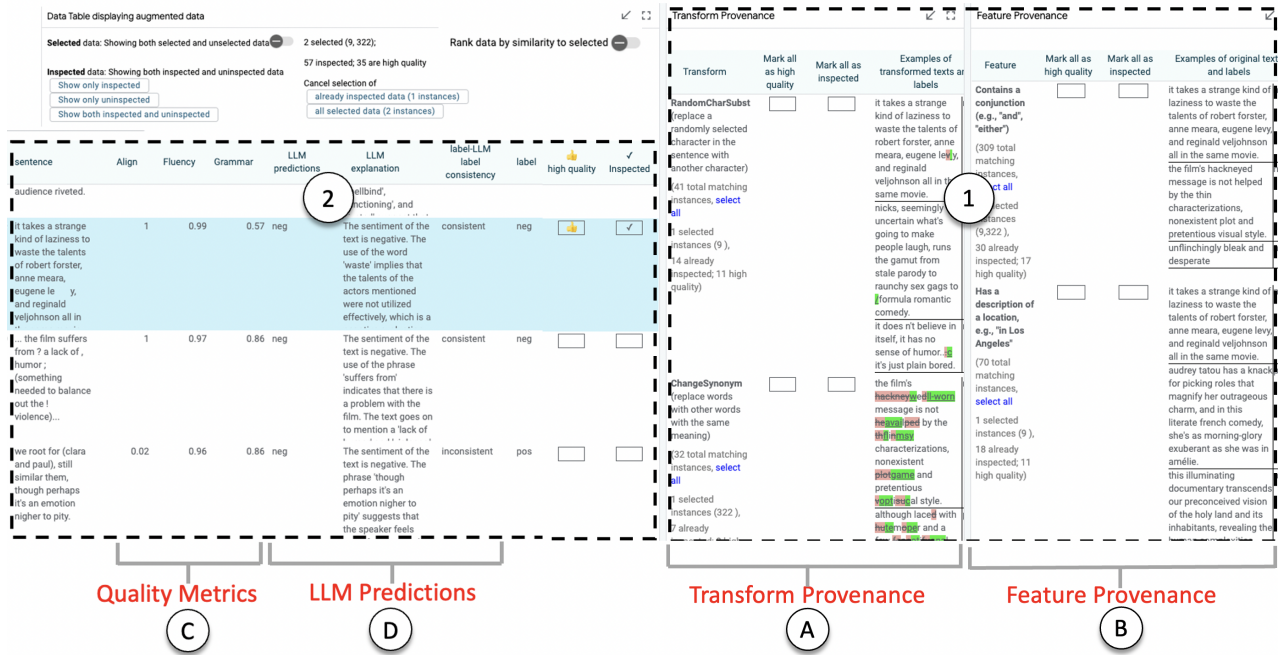 Data Table displaying augmented data
Selected data: Showing both selected and unselected data
Inspected data: Showing both inspected and uninspected data
Show only inspected
Show only uninspected
Show both inspected and uninspected
2 selected (9, 322);
57 inspected; 35 are high quality
Cancel selection of
already inspected data (1 instances)
all selected data (2 instances)
Rank data by similarity to selected
sentence
Align
Fluency
Grammar
LLM
predictions
LLM
explanation
label-LLM
label
consistency
label
👍
high quality
✓
Inspected
audience riveted.
and
it takes a strange
kind of laziness to
waste the talents
of robert forster,
anne meara,
eugene le y,
and reginald
veljohnson all in
1
0.99
0.57
neg
The sentiment of the
text is negative. The
use of the word
'waste' implies that
the talents of the
actors mentioned
were not utilized
effectively, which is a
consistent
neg
👍
✓
... the film suffers
from ? a lack of ,
humor ;
(something
needed to balance
out the !
violence)...
1
0.97
0.86
neg
The sentiment of the
text is negative. The
use of the phrase
'suffers from'
indicates that there is
a problem with the
film. The text goes on
to mention a 'lack of
consistent
neg
we root for (clara
and paul), still
similar them,
though perhaps
it's an emotion
nigher to pity.
0.02
0.96
0.86
neg
The sentiment of the
text is negative. The
phrase 'though
perhaps it's an
emotion nigher to
pity' suggests that
the speaker feels
inconsistent
pos
2
Transform Provenance
Transform
Mark all
as high
quality
Mark all as
inspected
Examples of
transformed texts ar
labels
RandomCharSubst
(replace a
randomly selected
character in the
sentence with
another character)
(41 total matching
instances, select
all
1 selected
instances (9 ),
14 already
inspected; 11 high
quality)
it takes a strange
kind of laziness to
waste the talents of
robert forster, anne
meara, eugene levy,
and reginald
veljohnson all in the
same movie.
nicks, seemingly
uncertain what's
going to make
people laugh, runs
the gamut from
stale parody to
raunchy sex gags to
formula romantic
comedy.
it does n't believe in
itself, it has no
sense of humor...
it's just plain bored.
ChangeSynonym
(replace words
with other words
with the same
meaning)
(32 total matching
instances, select
all
1 selected
instances (322 ),
7 already
the film's
message is not
by the
characterizations,
nonexistent
plotgame and
pretentious
style.
although laced with
and a
1
Feature Provenance
Feature
Mark all as
high quality
Mark all as
inspected
Examples of original text
and labels
Contains a
conjunction
(e.g., "and",
"either")
(309 total
matching
instances,
all
instances
(9,322 ),
30 already
inspected; 17
high quality)
it takes a strange
laziness to waste the
talents of robert forster,
anne meara, eugene levy,
and reginald veljohnson
all in the same movie.
the film's hackneyed
message is not helped
by the thin
characterizations,
nonexistent plot and
pretentious visual style.
unflinchingly bleak and
desperate
Has a
description of
a location,
e.g., "in Los
Angeles"
(70 total
matching
instances,
select all
1 selected
instances (9 ),
18 already
inspected; 11
high quality)
it takes a strange kind of
laziness to waste the
talents of robert forster,
anne meara, eugene levy,
and reginald veljohnson
all in the same movie.
audrey tatou has a knack
for picking roles that
magnify her outrageous
charm, and in this
literate french comedy,
she's as morning-glory
exuberant as she was in
amélie.
this illuminating
documentary transcends
our preconceived vision
of the holy land and its
inhabitants, revealing the
Quality Metrics
C
LLM Predictions
D
Transform Provenance
A
Feature Provenance
B